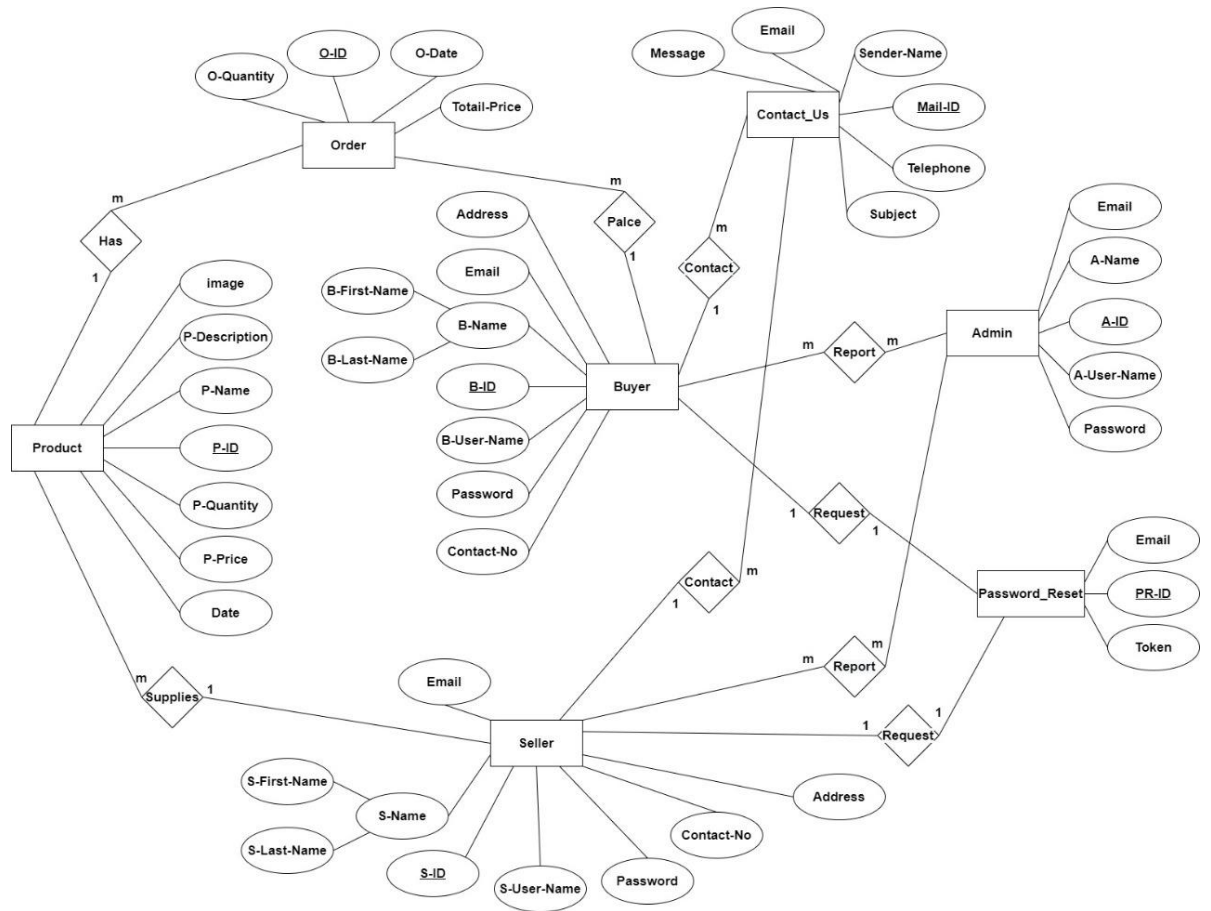 Email
O-ID
O-Date
Message
Sender-Name
O-Quantity
Totail-Price
Contact_Us
Mail-ID
Order
Telephone
m
m
m
Address
Palce
Subject
Email
Has
1
m
A-Name
1
Email
Contact
image
B-First-Name
1
B-Name
A-ID
P-Description
Admin
B-Last-Name
m
Report
m
P-Name
B-ID
Buyer
A-User-Name
Product
P-ID
B-User-Name
Password
Password
P-Quantity
1
Request
1
Contact-No
Email
P-Price
Contact
m
1
Password_Reset
PR-ID
Date
m
Token
m
Report
Email
m
Supplies
1
1
1
Request
Seller
S-First-Name
Address
S-Name
Contact-No
S-Last-Name
S-ID
S-User-Name
Password